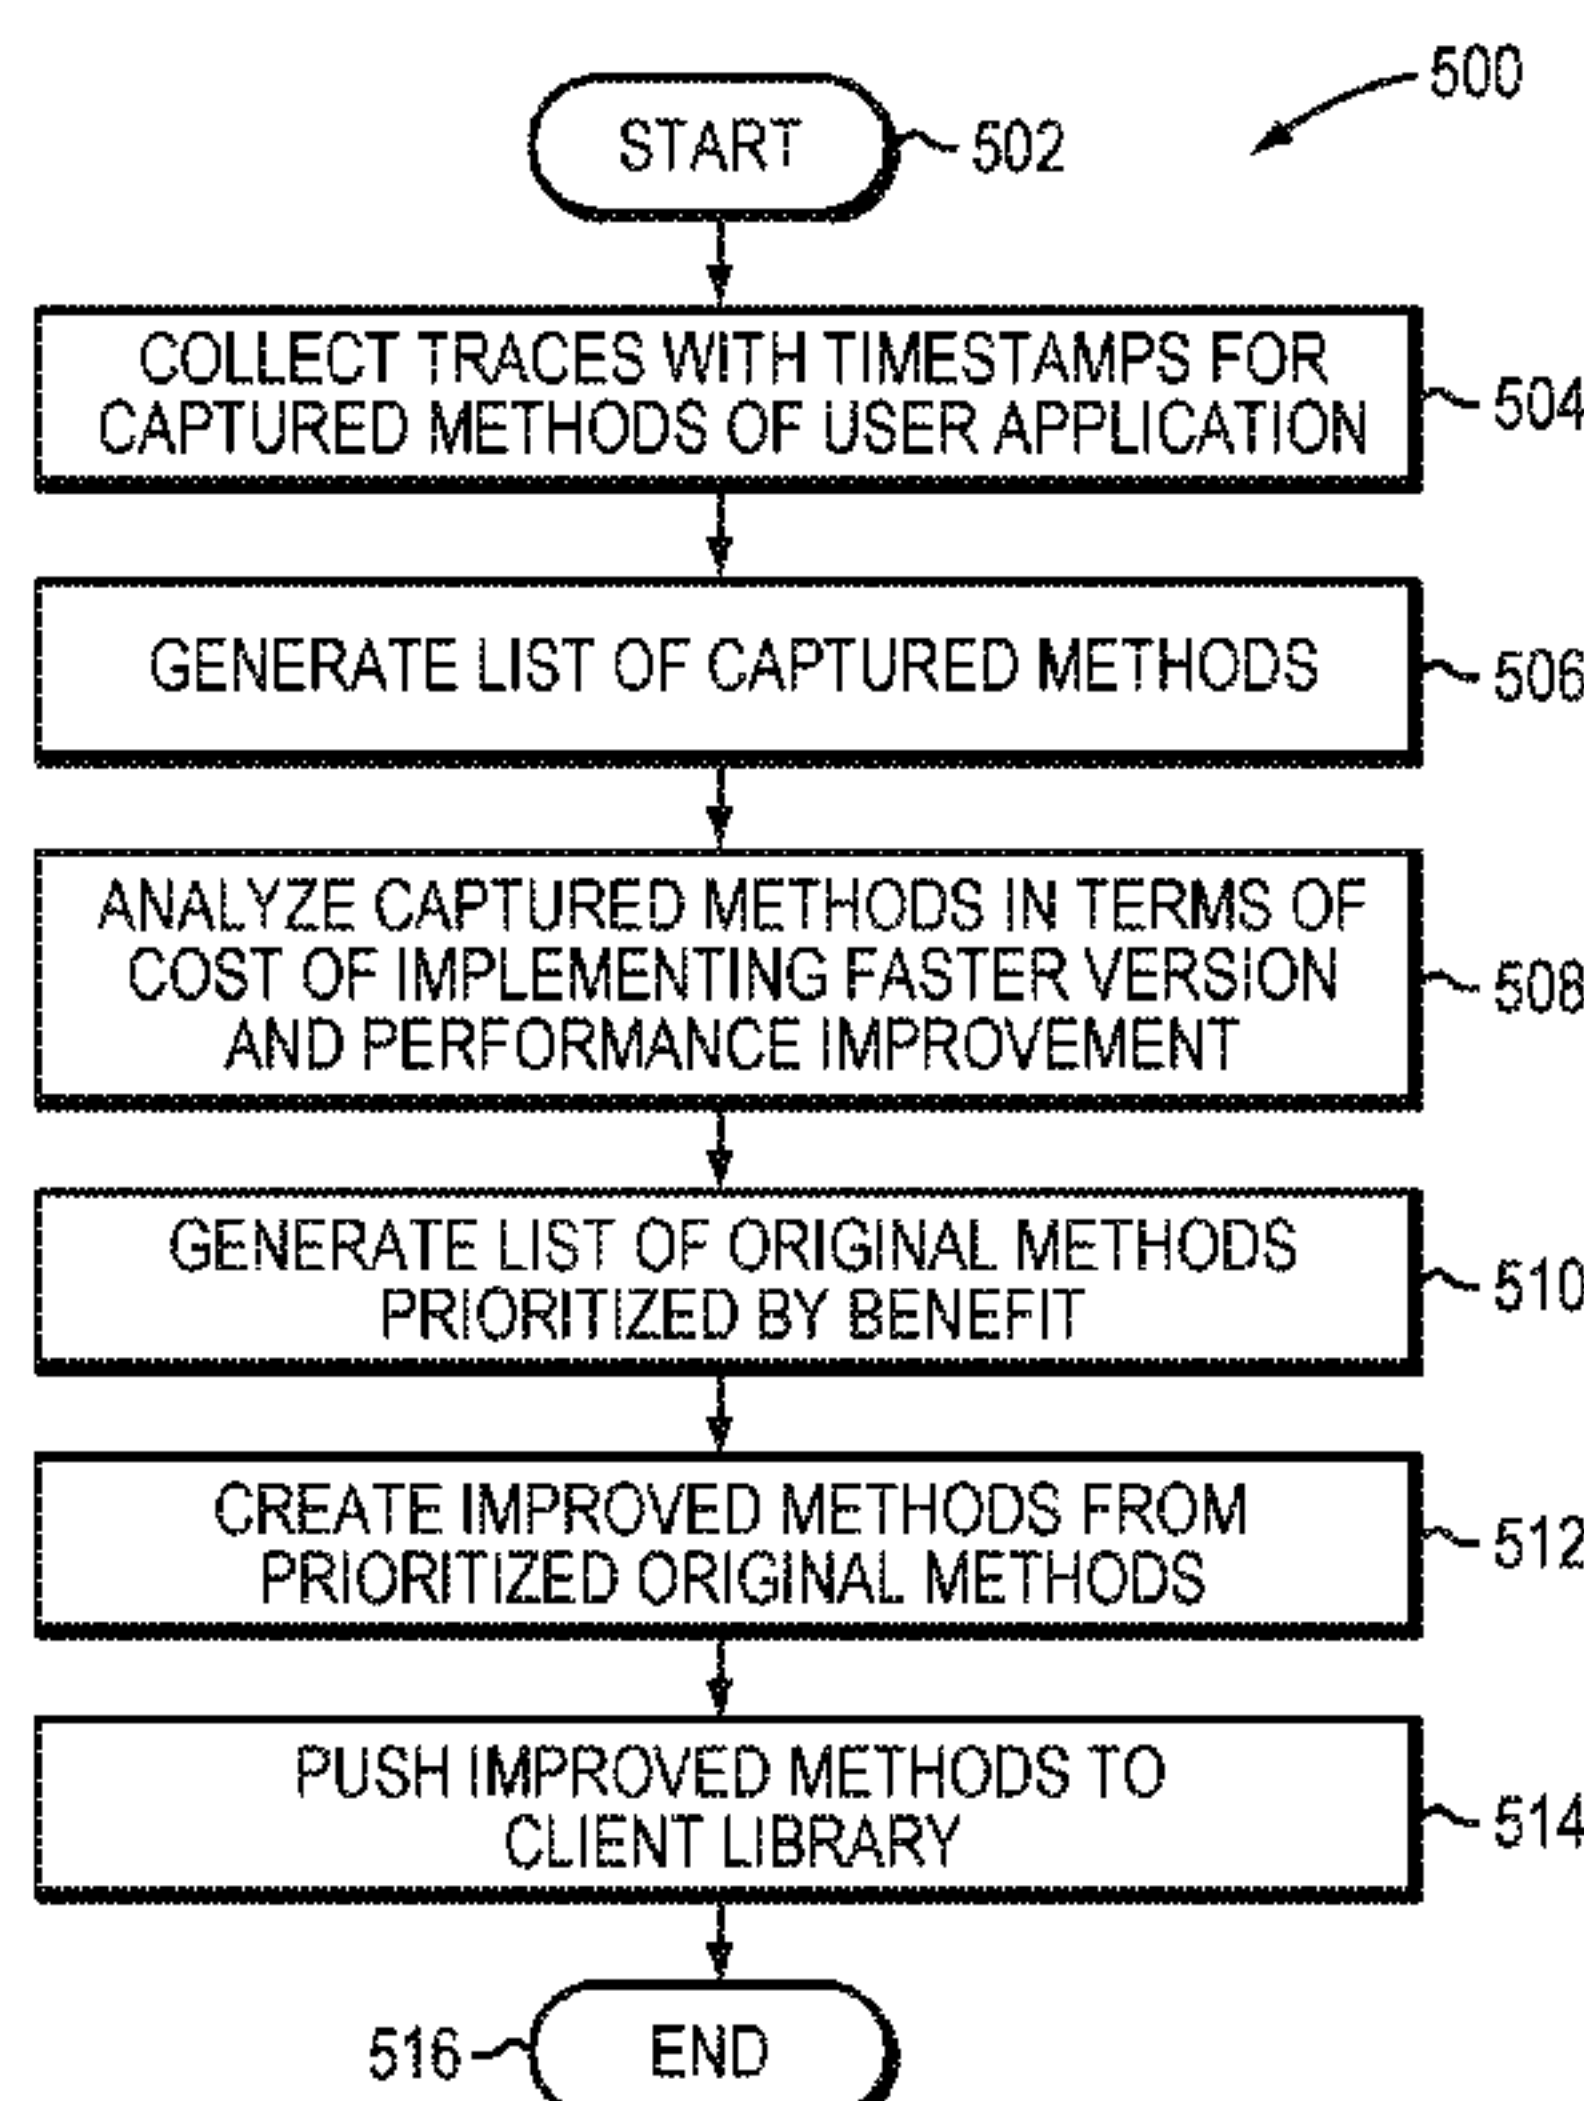 500
START
502
COLLECT TRACES WITH TIMESTAMPS FOR
CAPTURED METHODS OF USER APPLICATION
504
GENERATE LIST OF CAPTURED METHODS
506
ANALYZE CAPTURED METHODS IN TERMS OF
COST OF IMPLEMENTING FASTER VERSION
AND PERFORMANCE IMPROVEMENT
508
GENERATE LIST OF ORIGINAL METHODS
PRIORITIZED BY BENEFIT
510
CREATE IMPROVED METHODS FROM
PRIORITIZED ORIGINAL METHODS
512
PUSH IMPROVED METHODS TO
CLIENT LIBRARY
514
516
END